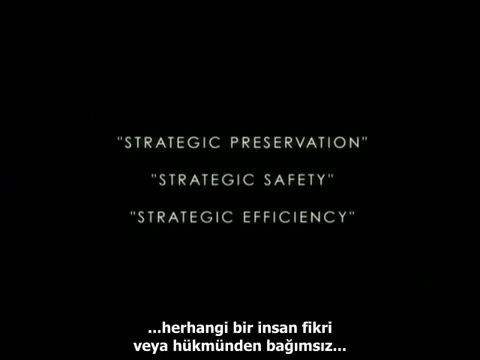 "STRATEGIC PRESERVATION"
"STRATEGIC SAFETY"
"STRATEGIC EFFICIENCY"
...herhangi bir insan fikri
veya hükmünden bağımsız...